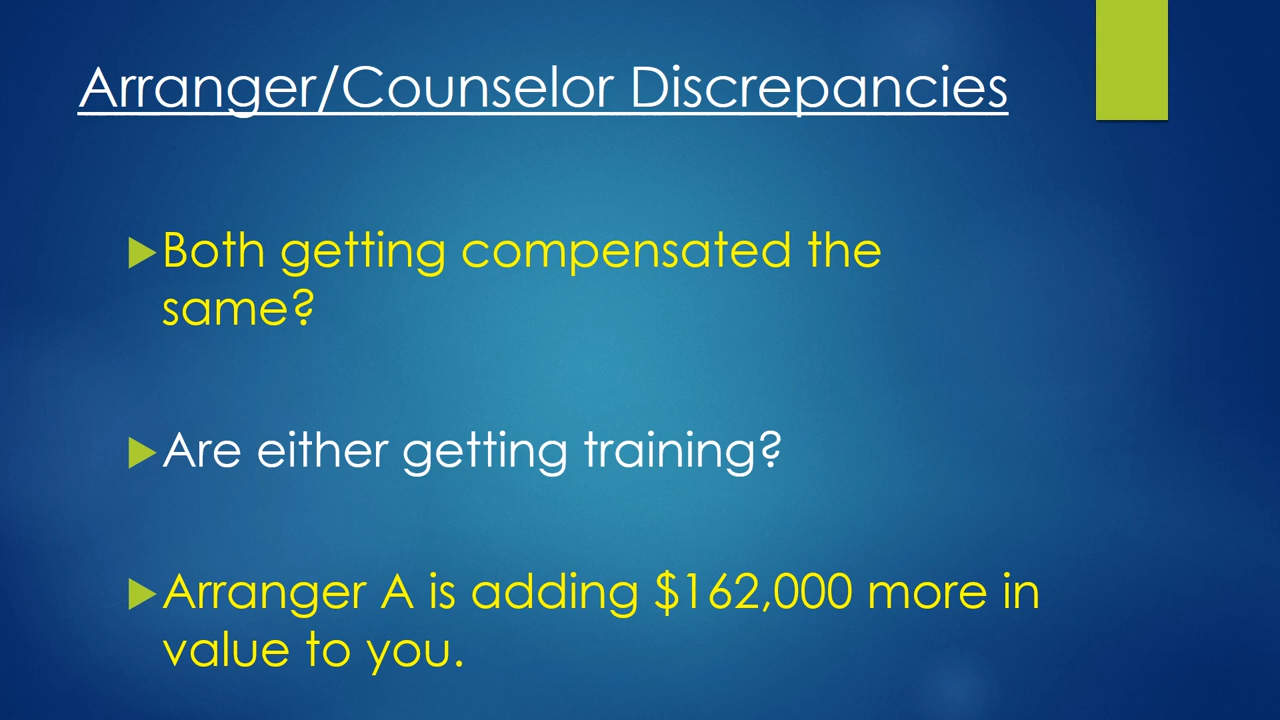 Arranger/Counselor Discrepancies
Both getting compensated the
same?
Are either getting training?
Arranger A is adding $162,000 more in
value to you.